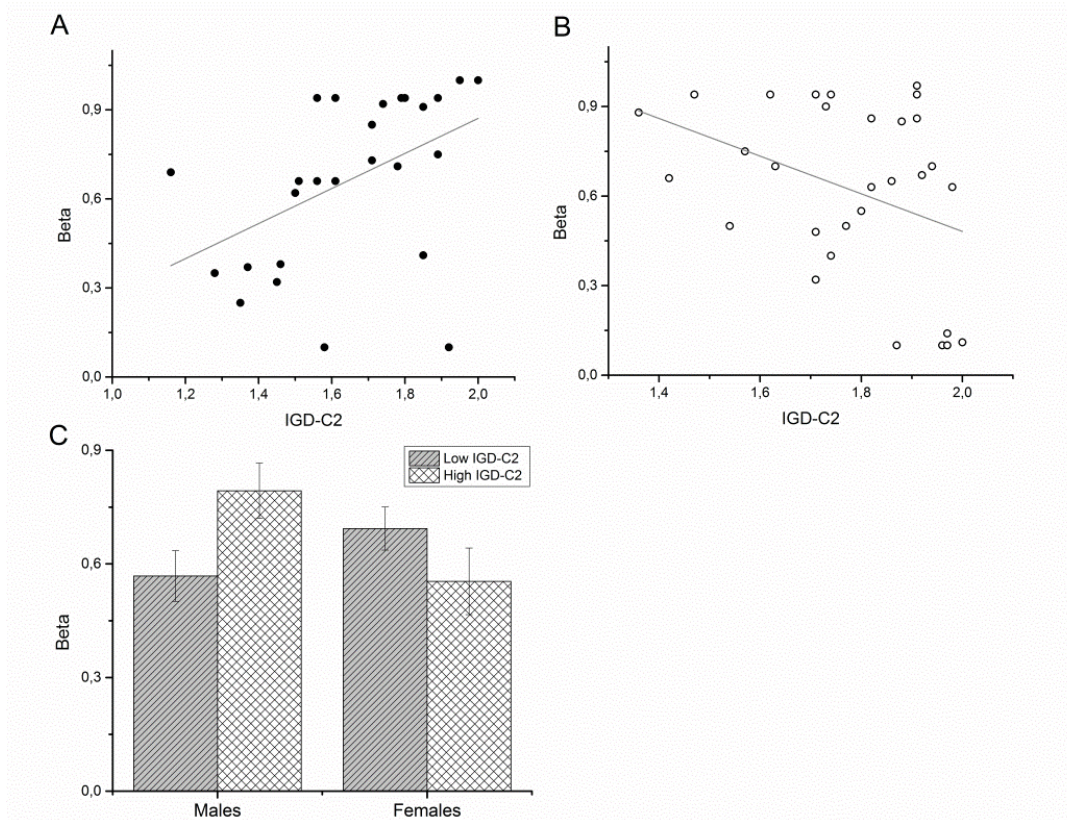 A
Beta
0,9
0,6
0,3
0,0
1,0 1,2 1,4 1,6 1,8 2,0
IGD-C2
B
Beta
0,9
0,6
0,3
0,0
1,4 1,6 1,8 2,0
IGD-C2
C
Beta
0,9
0,6
0,3
0,0
Low IGD-C2
High IGD-C2
Males Females